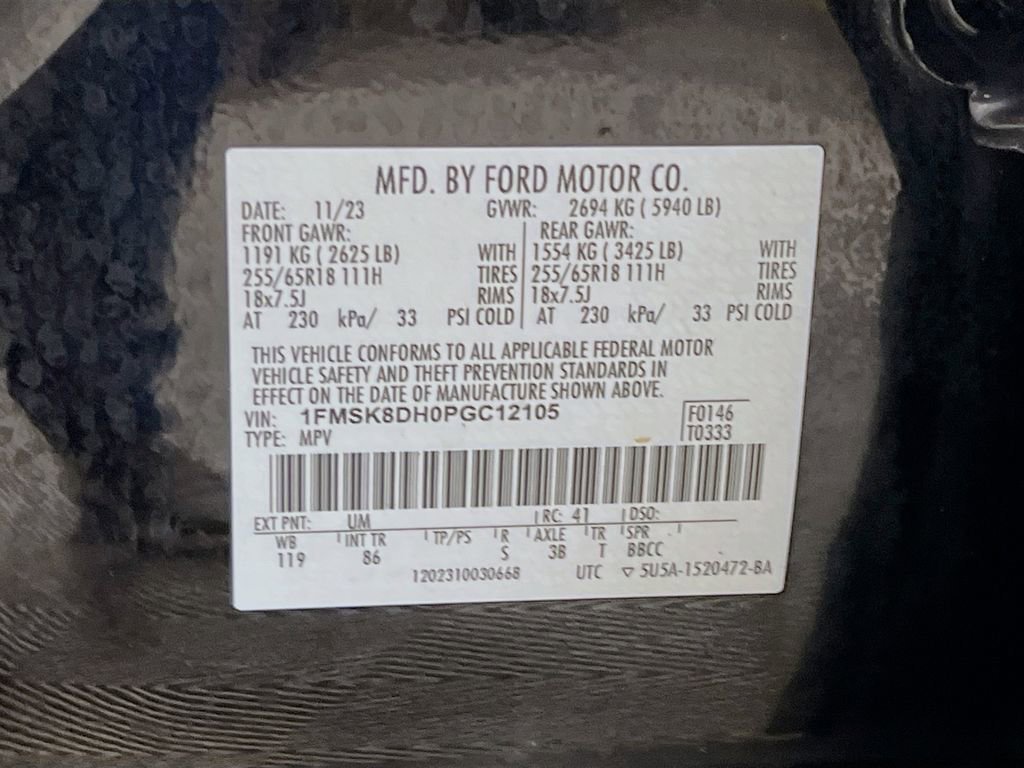 MFD. BY FORD MOTOR CO.
DATE: 11/23 GVWR: 2694 KG ( 5940 LB)
FRONT GAWR: REAR GAWR:
1191 KG ( 2625 LB) WITH 1554 KG ( 3425 LB) WITH
255/65R18 111H TIRES 255/65R18 111H TIRES
18x7.5J RIMS 18x7.5J RIMS
AT 230 kPa/ 33 PSI COLD AT 230 kPa/ 33 PSI COLD
THIS VEHICLE CONFORMS TO ALL APPLICABLE FEDERAL MOTOR
VEHICLE SAFETY AND THEFT PREVENTION STANDARDS IN
EFFECT ON THE DATE OF MANUFACTURE SHOWN ABOVE.
VIN: 1FMSK8DH0PGC12105 F0146
TYPE: MPV T0333
EXT PNT: UM RC: 41 DSO:
WB INT TR TP/PS R AXLE TR SPR
119 86 S 3B T BBCC
1202310030668 UTC ▽ 5U5A-1520472-BA